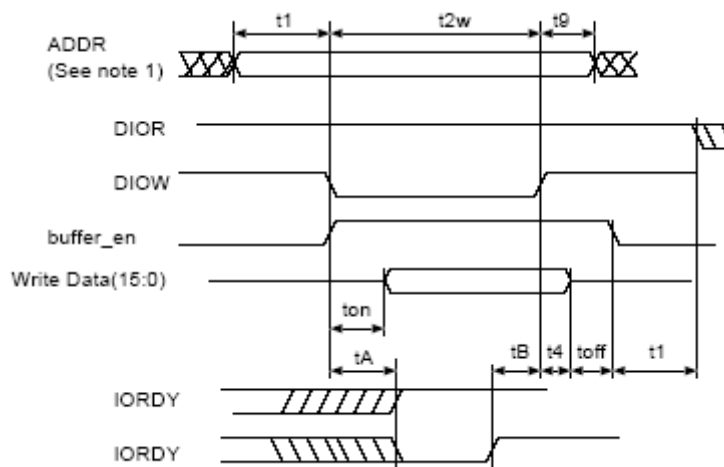 t1 t2w t9
ADDR
(See note 1)
DIOR
DIOW
buffer_en
Write Data(15:0)
ton
tA tB t4 toff t1
IORDY
IORDY